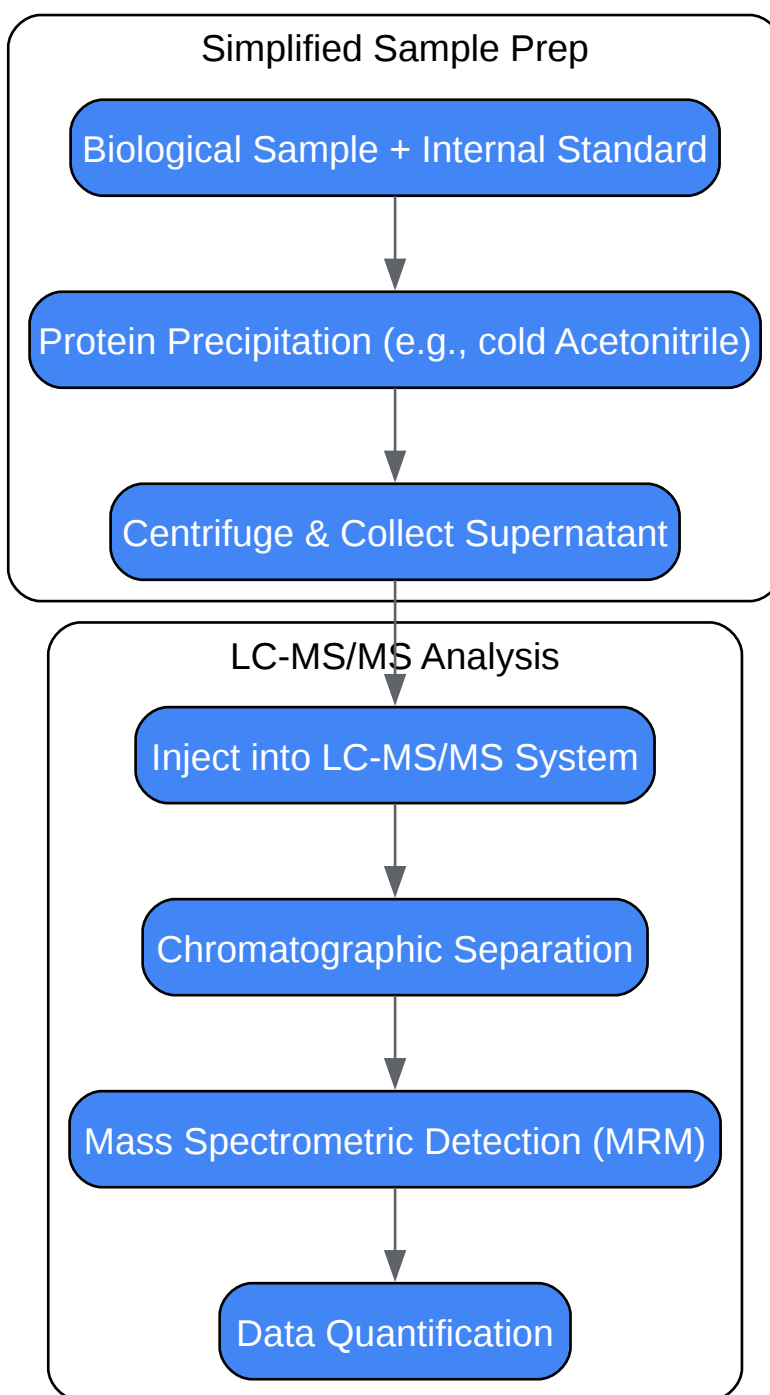 Simplified Sample Prep
Biological Sample + Internal Standard
Protein Precipitation (e.g., cold Acetonitrile)
Centrifuge & Collect Supernatant
LC-MS/MS Analysis
Inject into LC-MS/MS System
Chromatographic Separation
Mass Spectrometric Detection (MRM)
Data Quantification